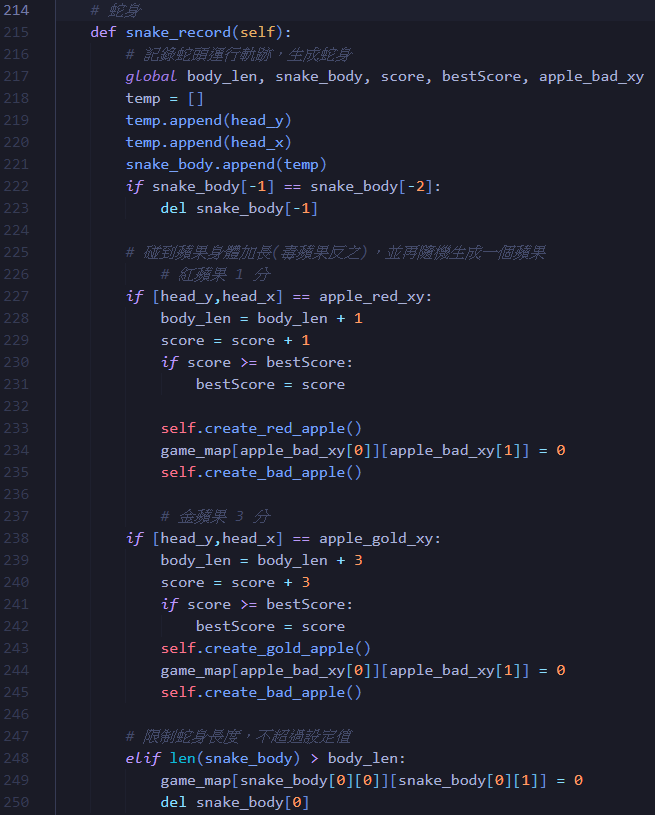 214 # 蛇身
215 def snake_record(self):
216 # 記錄蛇頭運行軌跡，生成蛇身
217 global body_len, snake_body, score, bestScore, apple_bad_xy
218 temp = []
219 temp.append(head_y)
220 temp.append(head_x)
221 snake_body.append(temp)
222 if snake_body[-1] == snake_body[-2]:
223 del snake_body[-1]
224
225 # 碰到蘋果身體加長(毒蘋果反之)，並再隨機生成一個蘋果
226 # 紅蘋果 1 分
227 if [head_y,head_x] == apple_red_xy:
228 body_len = body_len + 1
229 score = score + 1
230 if score >= bestScore:
231 bestScore = score
232
233 self.create_red_apple()
234 game_map[apple_bad_xy[0]][apple_bad_xy[1]] = 0
235 self.create_bad_apple()
236
237 # 金蘋果 3 分
238 if [head_y,head_x] == apple_gold_xy:
239 body_len = body_len + 3
240 score = score + 3
241 if score >= bestScore:
242 bestScore = score
243 self.create_gold_apple()
244 game_map[apple_bad_xy[0]][apple_bad_xy[1]] = 0
245 self.create_bad_apple()
246
247 # 限制蛇身長度，不超過設定值
248 elif len(snake_body) > body_len:
249 game_map[snake_body[0][0]][snake_body[0][1]] = 0
250 del snake_body[0]